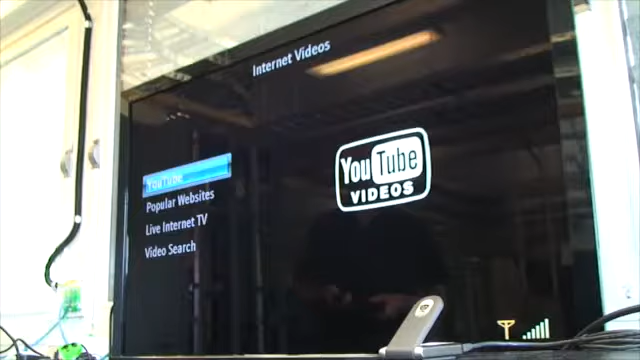 Internet Videos
YouTube
Popular Websites
Live Internet TV
Video Search
YouTube
VIDEOS